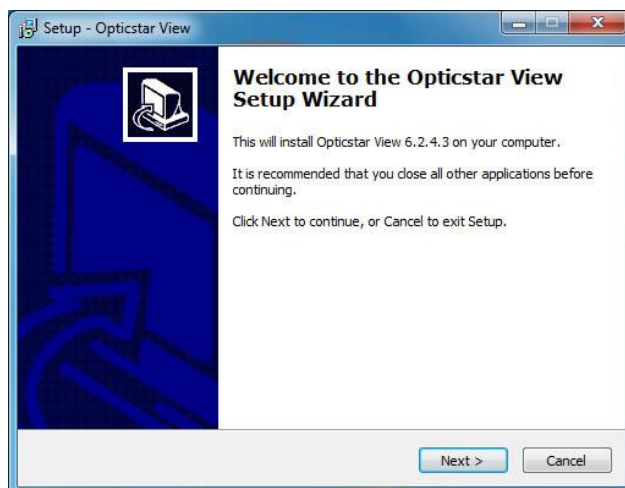 Setup - Opticstar View
Welcome to the Opticstar View
Setup Wizard
This will install Opticstar View 6.2.4.3 on your computer.
It is recommended that you close all other applications before
continuing.
Click Next to continue, or Cancel to exit Setup.
Next >
Cancel